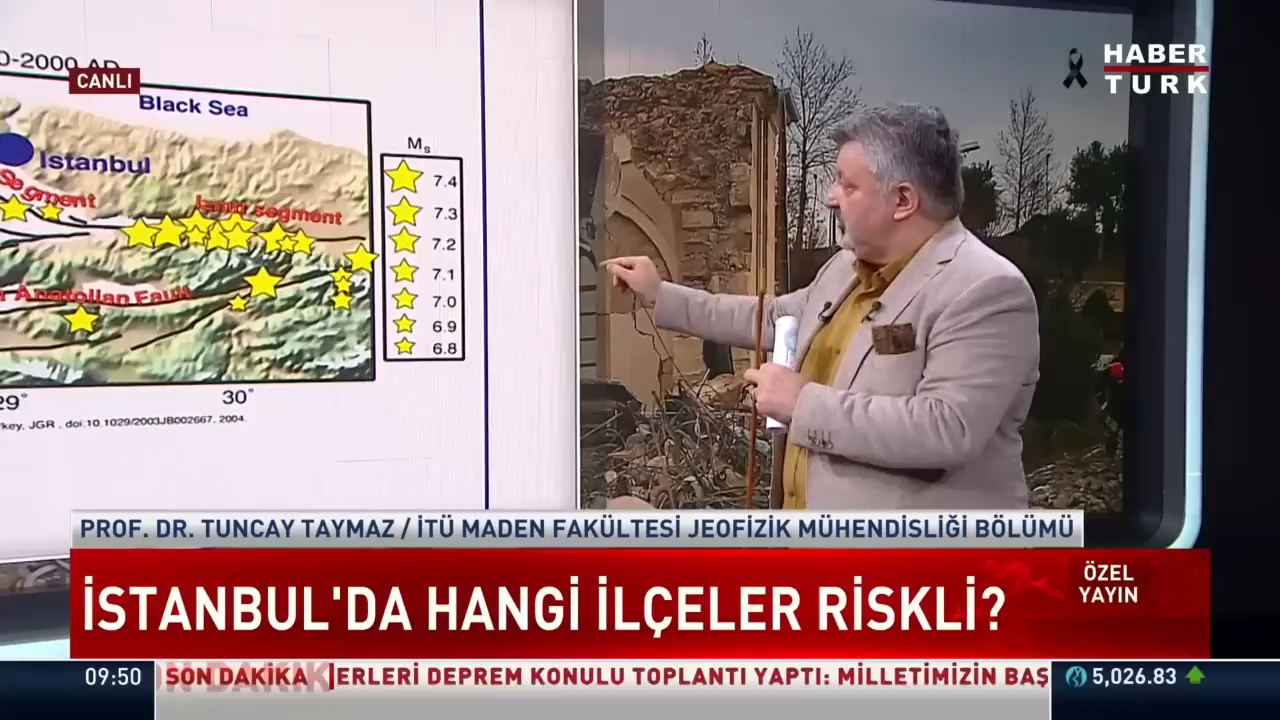 0-2000 AD
CANLI
Black Sea
Istanbul
Segment
Izmit segment
Anatolian Fault
29°
30°
key, JGR , doi:10.1029/2003JB002667, 2004.
Ms
7.4
7.3
7.2
7.1
7.0
6.9
6.8
HABER
TURK
PROF. DR. TUNCAY TAYMAZ / İTÜ MADEN FAKÜLTESİ JEOFİZİK MÜHENDİSLİĞİ BÖLÜMÜ
İSTANBUL'DA HANGİ İLÇELER RİSKLİ?
ÖZEL
YAYIN
09:50
SON DAKİKA
ERLERİ DEPREM KONULU TOPLANTI YAPTI: MİLLETİMİZİN BAŞ
5,026.83